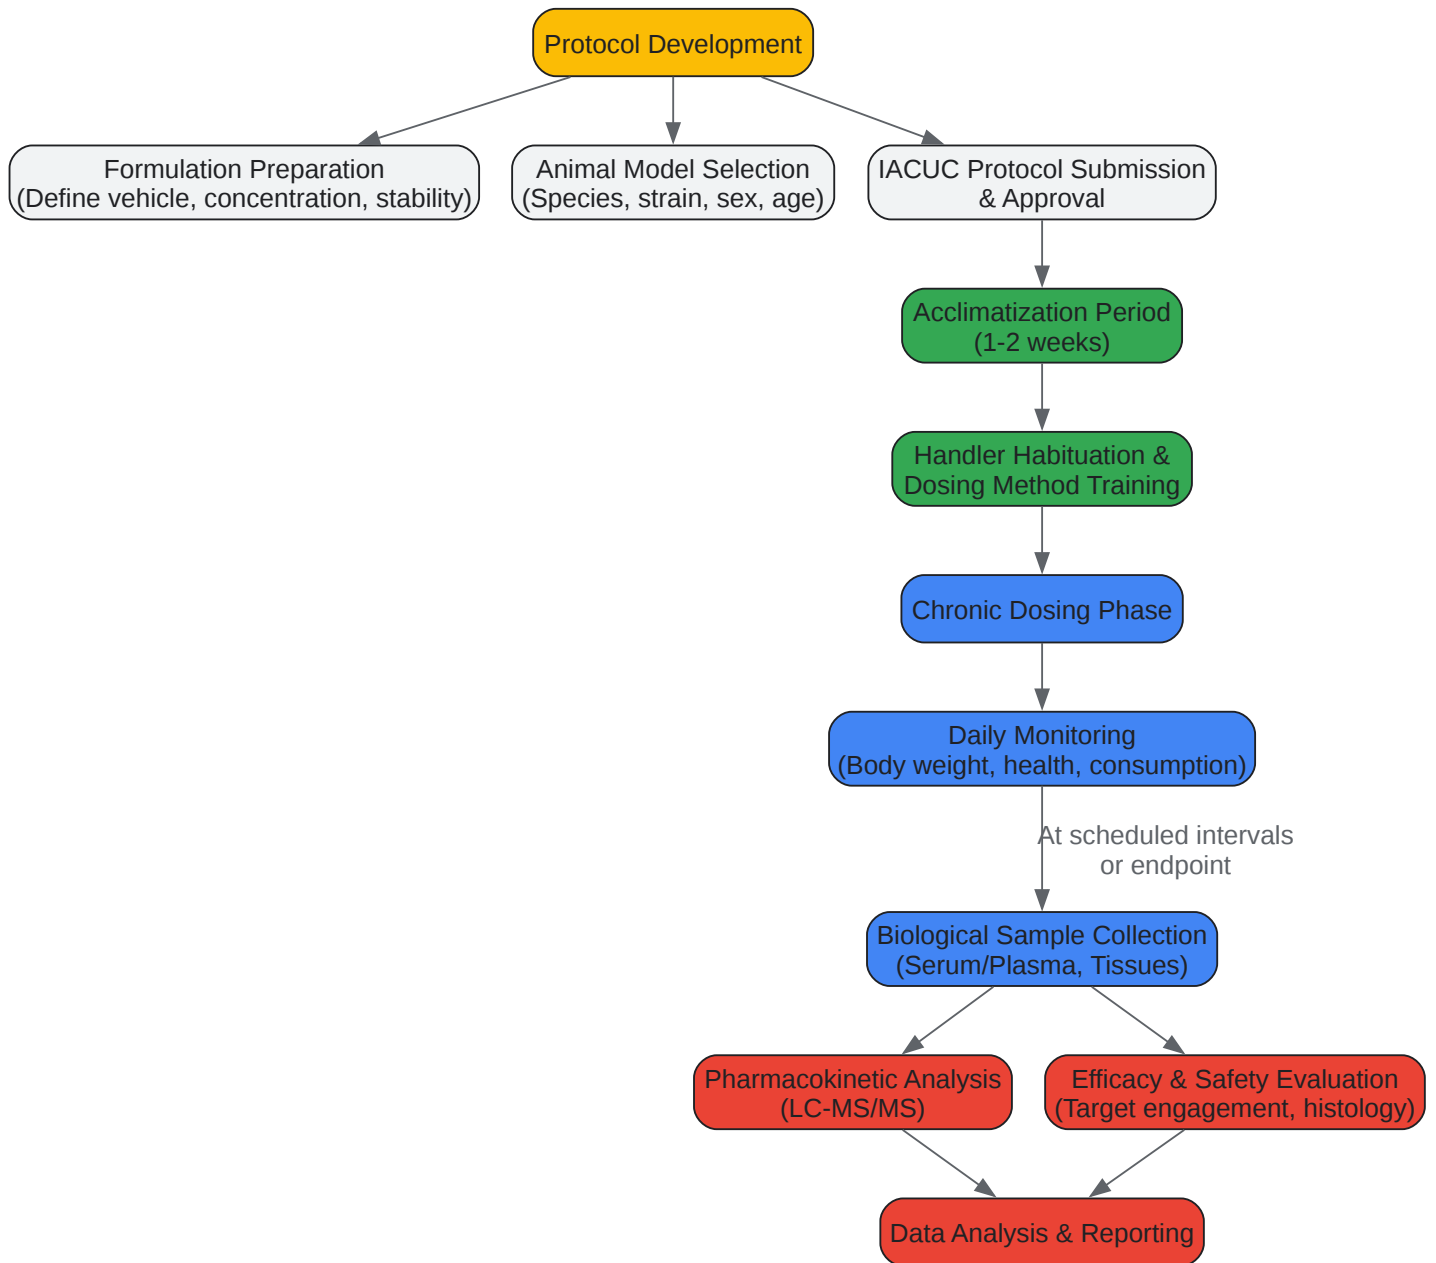 Protocol Development
Formulation Preparation
(Define vehicle, concentration, stability)
Animal Model Selection
(Species, strain, sex, age)
IACUC Protocol Submission
& Approval
Acclimatization Period
(1-2 weeks)
Handler Habituation &
Dosing Method Training
Chronic Dosing Phase
Daily Monitoring
(Body weight, health, consumption)
At scheduled intervals
or endpoint
Biological Sample Collection
(Serum/Plasma, Tissues)
Pharmacokinetic Analysis
(LC-MS/MS)
Efficacy & Safety Evaluation
(Target engagement, histology)
Data Analysis & Reporting